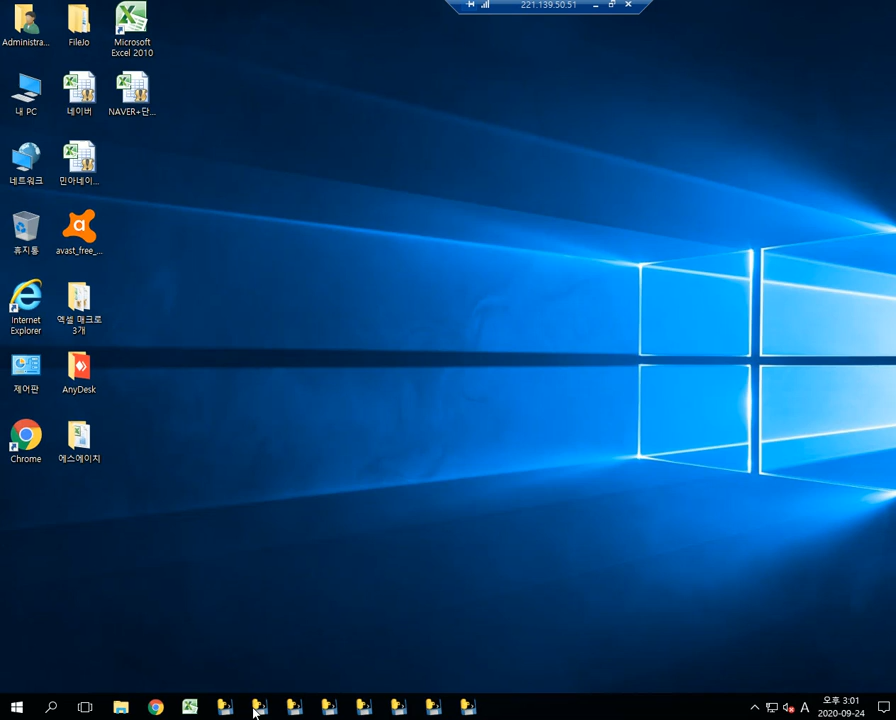 221.139.50.51
Administra...
FileJo
Microsoft
Excel 2010
내 PC
네이버
NAVER+단...
네트워크
민아네이...
휴지통
avast_free_...
Internet
Explorer
엑셀 매크로
3개
제어판
AnyDesk
Chrome
에스에이지
A
오후 3:01
2020-09-24